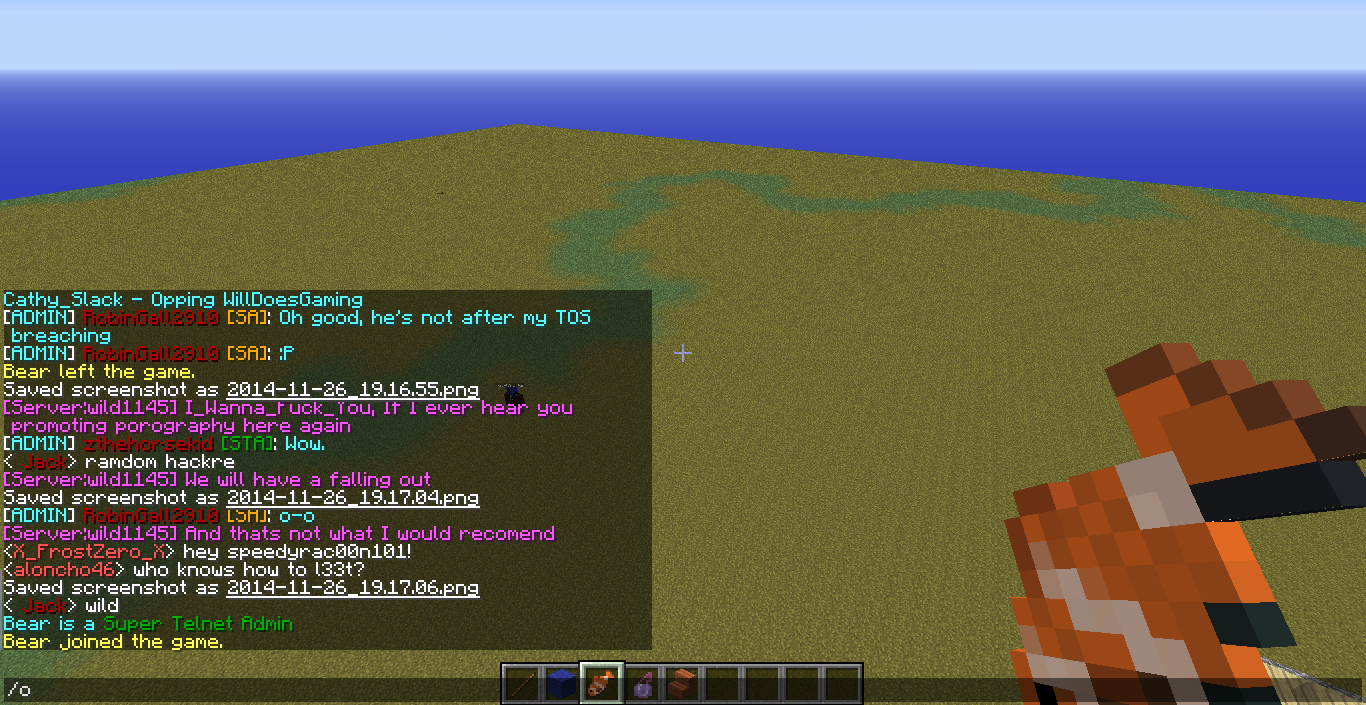 Cathy_Slack - Opping WillDoesGaming
[ADMIN] RobinGall2910 [SA]: Oh good, he's not after my TOS
breaching
[ADMIN] RobinGall2910 [SA]: :P
Bear left the game.
Saved screenshot as 2014-11-26_19.16.55.png
[Server:wild1145] I_Wanna_Fuck_You, If I ever hear you
promoting porography here again
[ADMIN] zthehorsekid [STA]: Wow.
< Jack> ramdom hackre
[Server:wild1145] We will have a falling out
Saved screenshot as 2014-11-26_19.17.04.png
[ADMIN] RobinGall2910 [SA]: o-o
[Server:wild1145] And thats not what I would recomend
<X_FrostZero_X> hey speedyrac00n101!
<aloncho46> who knows how to l33t?
Saved screenshot as 2014-11-26_19.17.06.png
< Jack> wild
Bear is a Super Telnet Admin
Bear joined the game.
/o